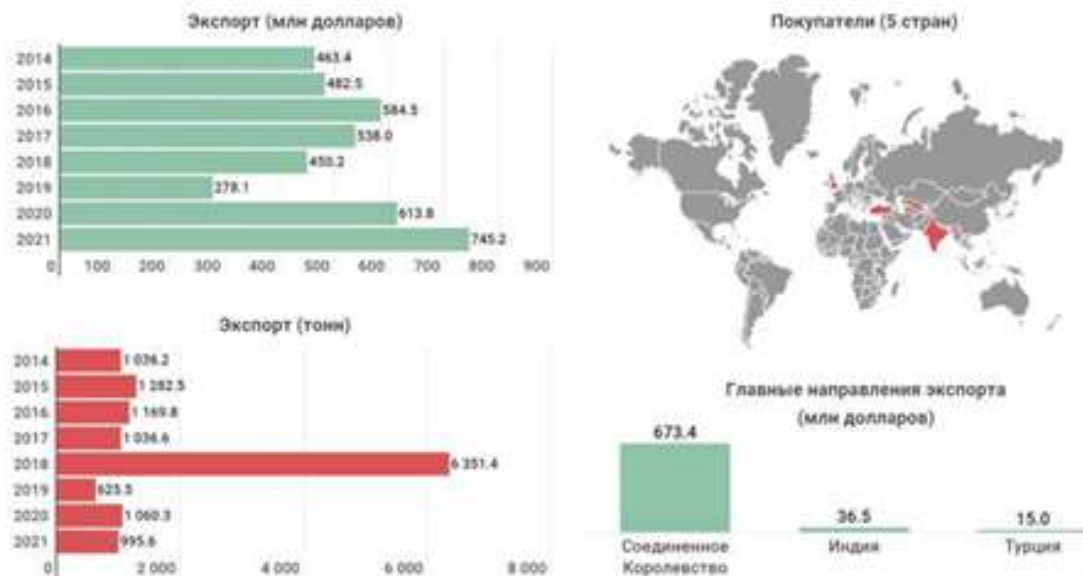 Экспорт (млн долларов)
2014 463.4
2015 482.5
2016 584.5
2017 538.0
2018 450.2
2019 278.1
2020 613.8
2021 745.2
0 100 200 300 400 500 600 700 800 900
Экспорт (тонн)
2014 1 036.2
2015 1 282.5
2016 1 169.8
2017 1 036.6
2018 6 351.4
2019 625.5
2020 1 060.3
2021 995.6
0 2 000 4 000 6 000 8 000
Покупатели (5 стран)
Главные направления экспорта
(млн долларов)
673.4 36.5 15.0
Соединенное Индия Турция
Королевство